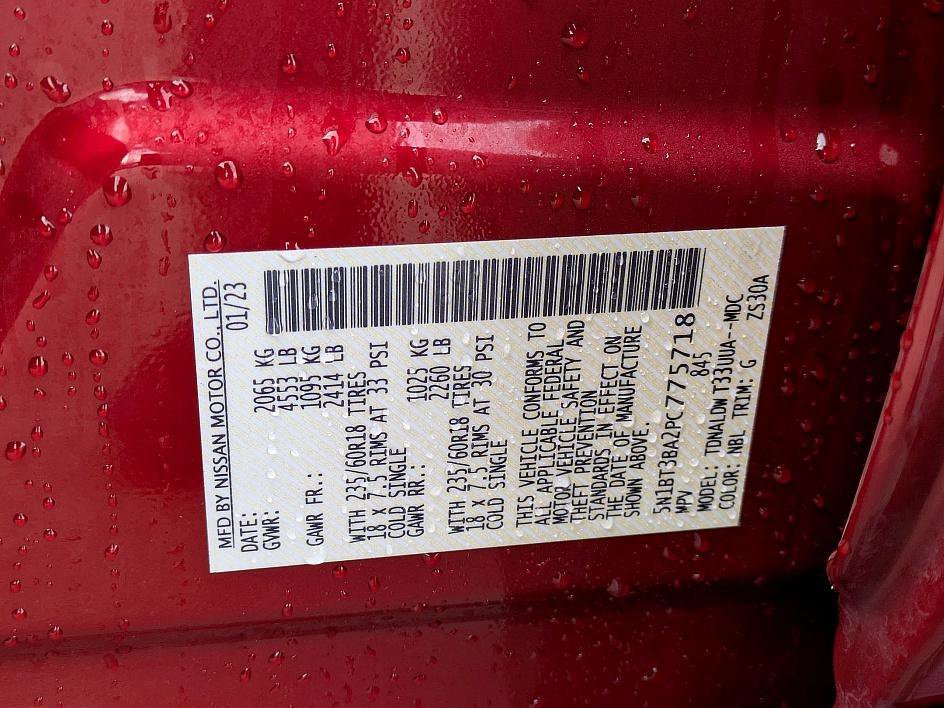 MFD BY NISSAN MOTOR CO., LTD.
DATE: 01/23
GVWR: 2065 KG
4553 LB
GAWR FR.: 1095 KG
2414 LB
WITH 235/60R18 TIRES
18 X 7.5 RIMS AT 33 PSI
COLD SINGLE
GAWR RR.: 1025 KG
2260 LB
WITH 235/60R18 TIRES
18 X 7.5 RIMS AT 30 PSI
COLD SINGLE
THIS VEHICLE CONFORMS TO
ALL APPLICABLE FEDERAL
MOTOR VEHICLE SAFETY AND
THEFT PREVENTION
STANDARDS IN EFFECT ON
THE DATE OF MANUFACTURE
SHOWN ABOVE.
5N1BT3BA2PC775718
MPV 845
MODEL: TDNALDW T33UUA--MDC
COLOR: NBL TRIM: G ZS30A